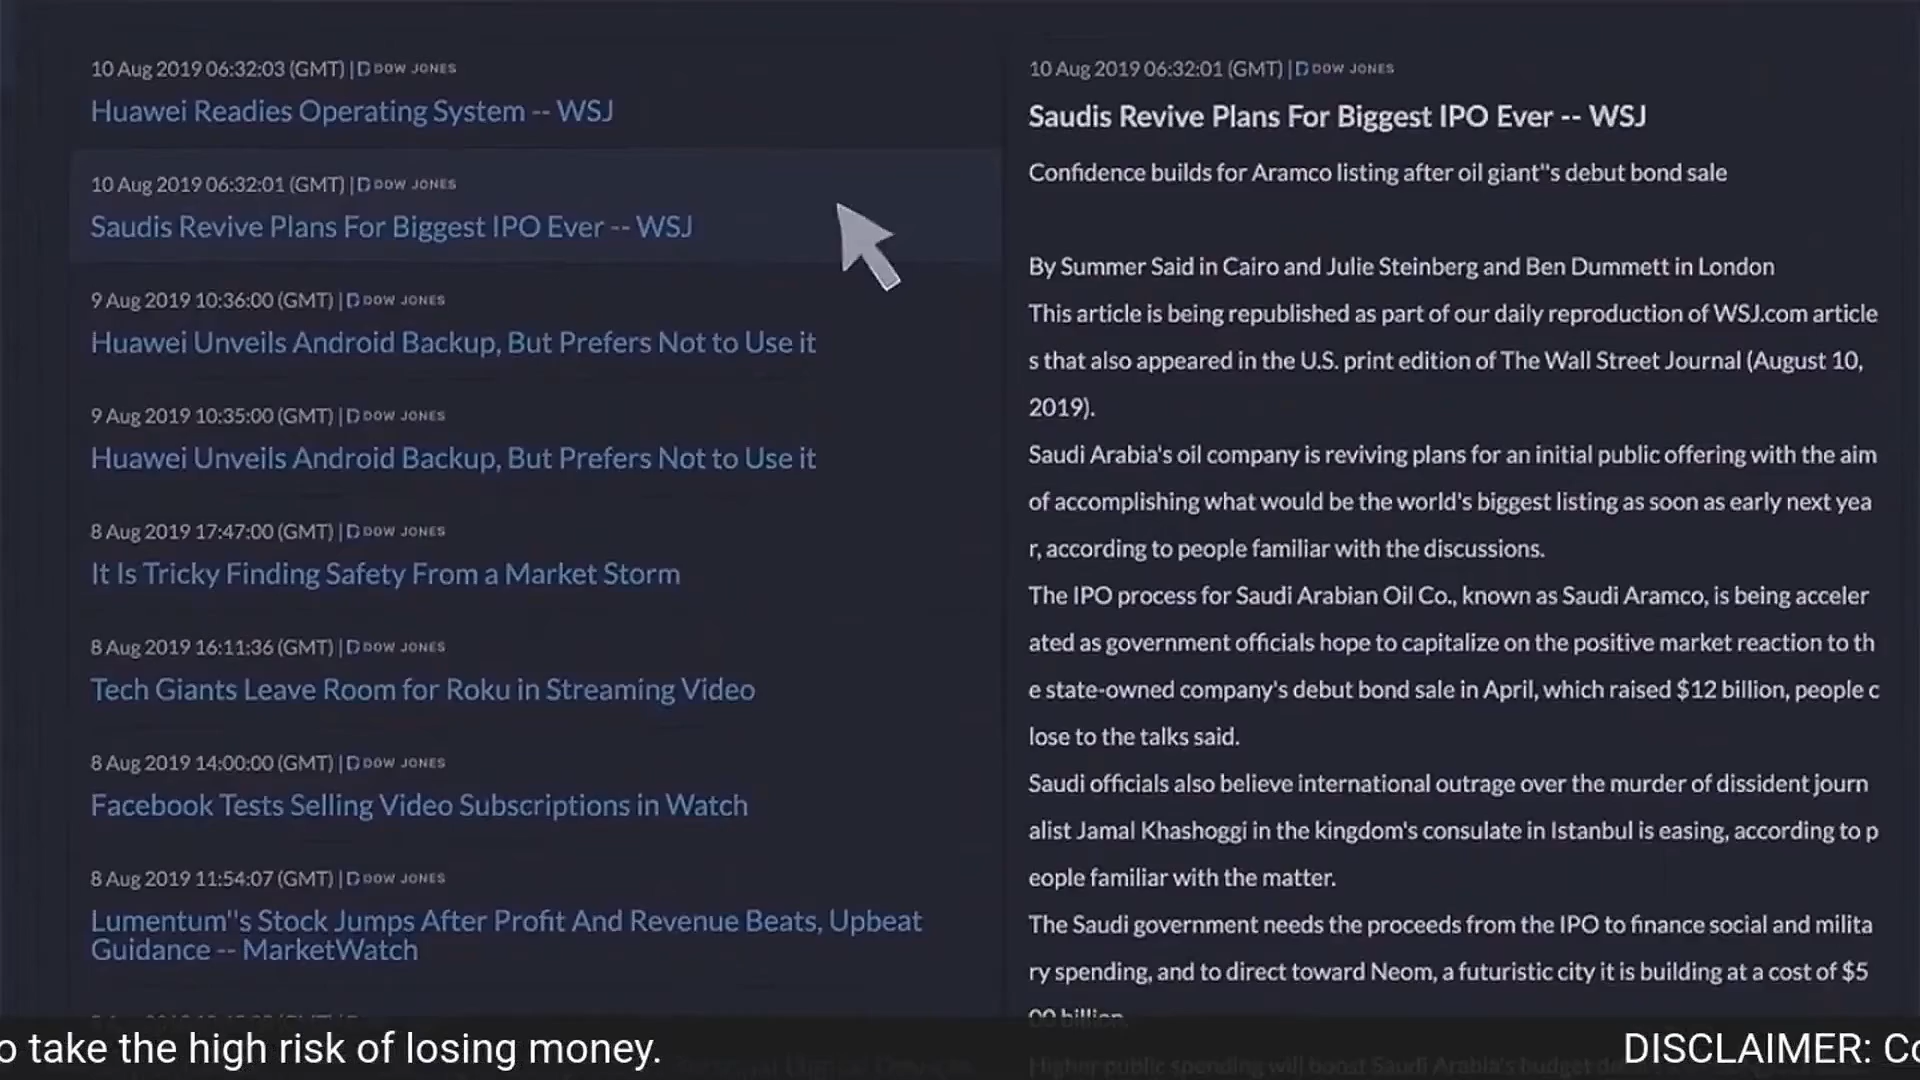 10 Aug 2019 06:32:03 (GMT) | DOW JONES
Huawei Readies Operating System -- WSJ
10 Aug 2019 06:32:01 (GMT) | DOW JONES
Saudis Revive Plans For Biggest IPO Ever -- WSJ
9 Aug 2019 10:36:00 (GMT) | DOW JONES
Huawei Unveils Android Backup, But Prefers Not to Use it
9 Aug 2019 10:35:00 (GMT) | DOW JONES
Huawei Unveils Android Backup, But Prefers Not to Use it
8 Aug 2019 17:47:00 (GMT) | DOW JONES
It Is Tricky Finding Safety From a Market Storm
8 Aug 2019 16:11:36 (GMT) | DOW JONES
Tech Giants Leave Room for Roku in Streaming Video
8 Aug 2019 14:00:00 (GMT) | DOW JONES
Facebook Tests Selling Video Subscriptions in Watch
8 Aug 2019 11:54:07 (GMT) | DOW JONES
Lumentum''s Stock Jumps After Profit And Revenue Beats, Upbeat
Guidance -- MarketWatch
10 Aug 2019 06:32:01 (GMT) | DOW JONES
Saudis Revive Plans For Biggest IPO Ever -- WSJ
Confidence builds for Aramco listing after oil giant''s debut bond sale
By Summer Said in Cairo and Julie Steinberg and Ben Dummett in London
This article is being republished as part of our daily reproduction of WSJ.com article
s that also appeared in the U.S. print edition of The Wall Street Journal (August 10,
2019).
Saudi Arabia's oil company is reviving plans for an initial public offering with the aim
of accomplishing what would be the world's biggest listing as soon as early next yea
r, according to people familiar with the discussions.
The IPO process for Saudi Arabian Oil Co., known as Saudi Aramco, is being acceler
ated as government officials hope to capitalize on the positive market reaction to th
e state-owned company's debut bond sale in April, which raised $12 billion, people c
lose to the talks said.
Saudi officials also believe international outrage over the murder of dissident journ
alist Jamal Khashoggi in the kingdom's consulate in Istanbul is easing, according to p
eople familiar with the matter.
The Saudi government needs the proceeds from the IPO to finance social and milita
ry spending, and to direct toward Neom, a futuristic city it is building at a cost of $5
00 billion.
Higher public spending will boost Saudi Arabia's budget
o take the high risk of losing money.
DISCLAIMER: Co